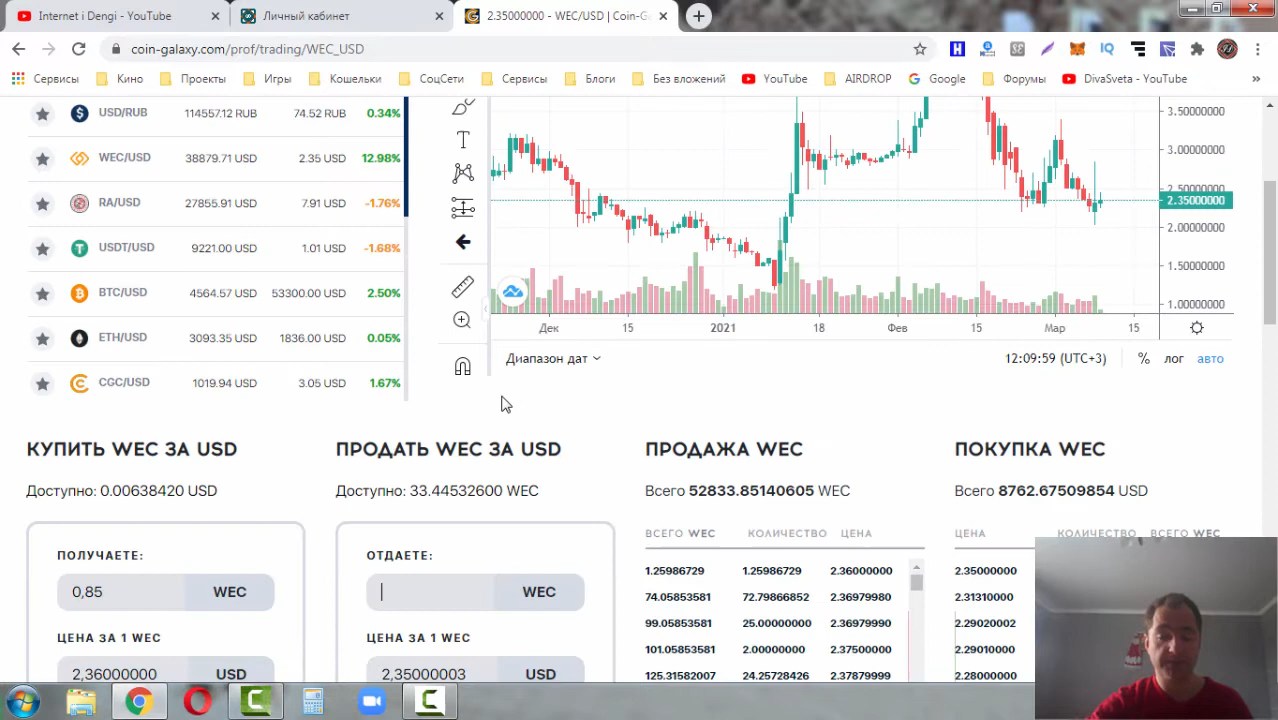 Internet i Dengi - YouTube
Личный кабинет
2.35000000 - WEC/USD | Coin-Ga
coin-galaxy.com/prof/trading/WEC_USD
Сервисы
Кино
Проекты
Игры
Кошельки
СоцСети
Сервисы
Блоги
Без вложений
YouTube
AIRDROP
Google
Форумы
DivaSveta - YouTube
»
USD/RUB 114557.12 RUB 74.52 RUB 0.34%
WEC/USD 38879.71 USD 2.35 USD 12.98%
RA/USD 27855.91 USD 7.91 USD -1.76%
USDT/USD 9221.00 USD 1.01 USD -1.68%
BTC/USD 4564.57 USD 53300.00 USD 2.50%
ETH/USD 3093.35 USD 1836.00 USD 0.05%
CGC/USD 1019.94 USD 3.05 USD 1.67%
3.50000000
3.00000000
2.50000000
2.35000000
2.00000000
1.50000000
1.00000000
Дек 15 2021 18 Фев 15 Мар 15
Диапазон дат
12:09:59 (UTC+3) % лог авто
КУПИТЬ WEC ЗА USD
Доступно: 0.00638420 USD
ПОЛУЧАЕТЕ:
0,85 WEC
ЦЕНА ЗА 1 WEC
2,36000000 USD
ПРОДАТЬ WEC ЗА USD
Доступно: 33.44532600 WEC
ОТДАЕТЕ:
WEC
ЦЕНА ЗА 1 WEC
2,35000003 USD
ПРОДАЖА WEC
Всего 52833.85140605 WEC
ВСЕГО WEC КОЛИЧЕСТВО ЦЕНА
1.25986729 1.25986729 2.36000000
74.05853581 72.79866852 2.36979980
99.05853581 25.00000000 2.36979990
101.05853581 2.00000000 2.37500000
125.31582007 24.25728426 2.37879999
ПОКУПКА WEC
Всего 8762.67509854 USD
ЦЕНА КОЛИЧЕСТВО ВСЕГО WEC
2.35000000
2.31310000
2.29020002
2.29010000
2.28000000